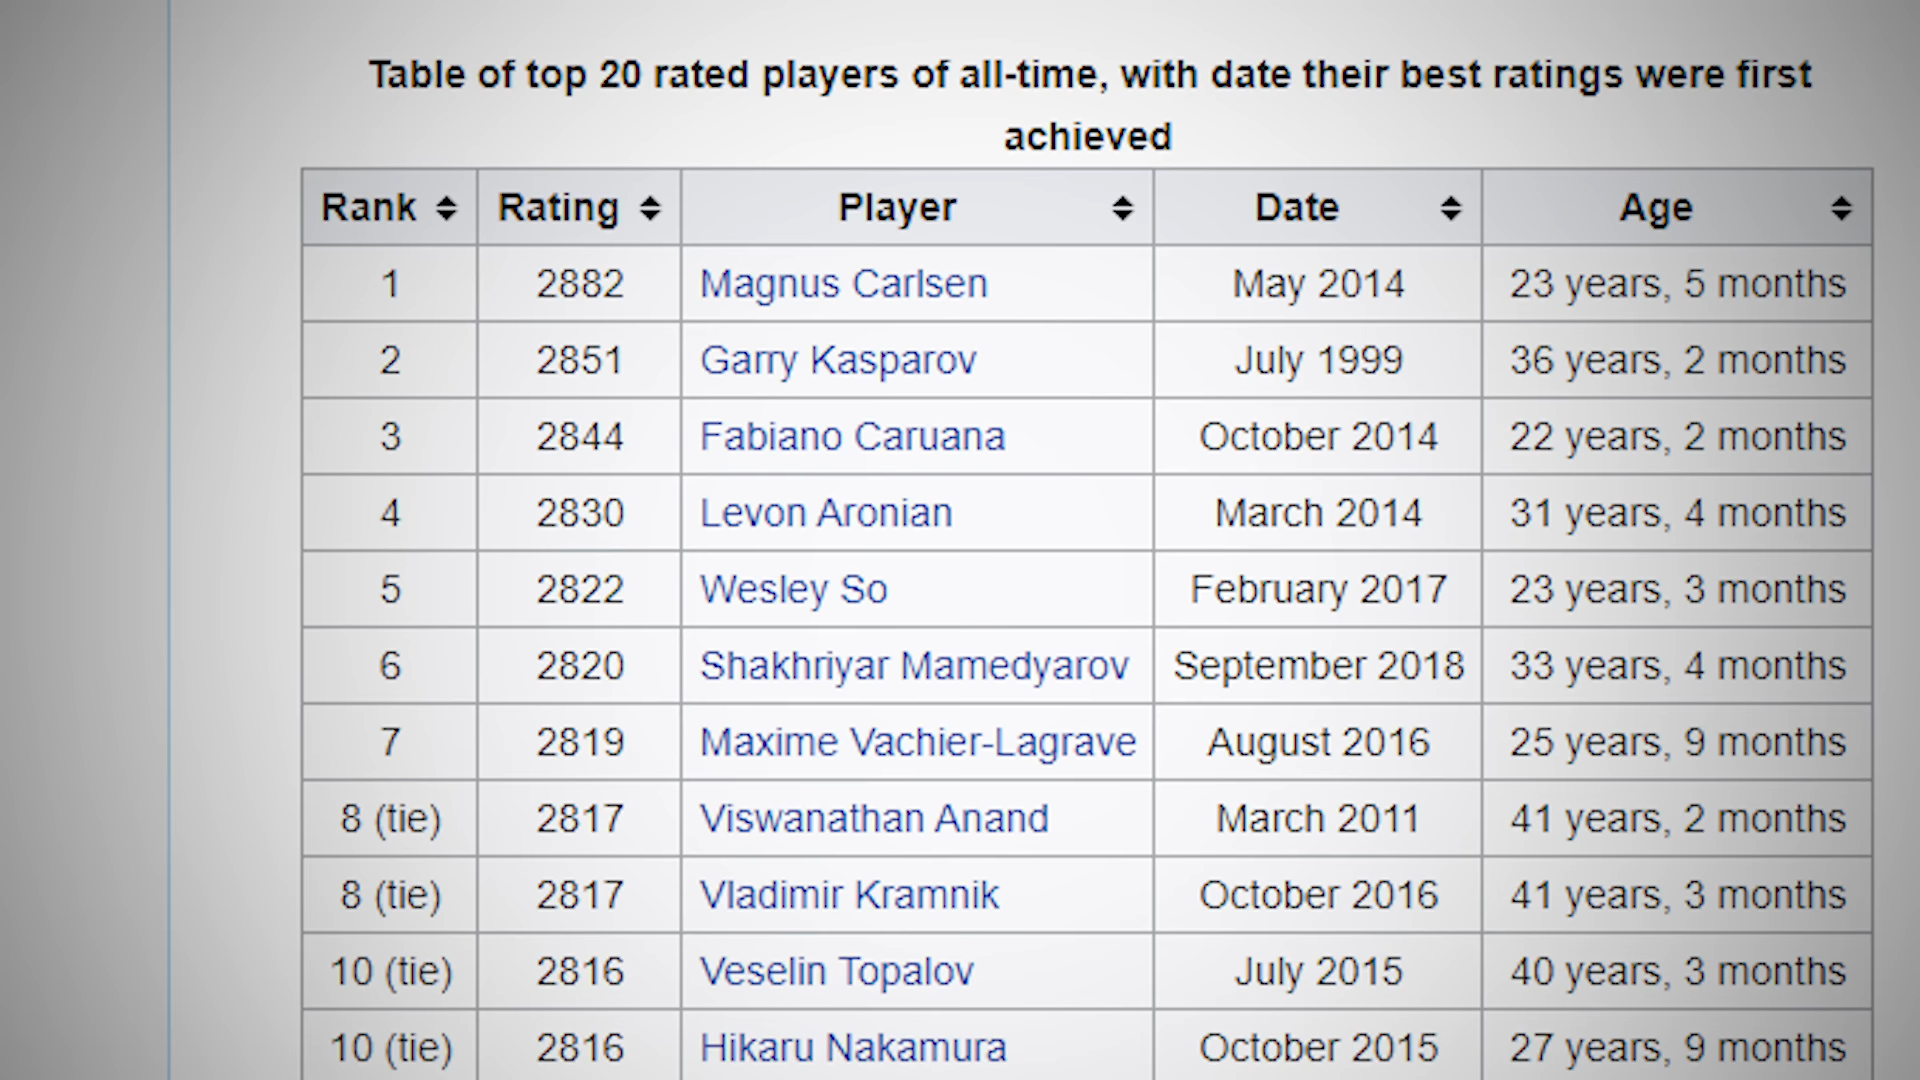 Table of top 20 rated players of all-time, with date their best ratings were first
achieved
Rank Rating Player Date Age
1 2882 Magnus Carlsen May 2014 23 years, 5 months
2 2851 Garry Kasparov July 1999 36 years, 2 months
3 2844 Fabiano Caruana October 2014 22 years, 2 months
4 2830 Levon Aronian March 2014 31 years, 4 months
5 2822 Wesley So February 2017 23 years, 3 months
6 2820 Shakhriyar Mamedyarov September 2018 33 years, 4 months
7 2819 Maxime Vachier-Lagrave August 2016 25 years, 9 months
8 (tie) 2817 Viswanathan Anand March 2011 41 years, 2 months
8 (tie) 2817 Vladimir Kramnik October 2016 41 years, 3 months
10 (tie) 2816 Veselin Topalov July 2015 40 years, 3 months
10 (tie) 2816 Hikaru Nakamura October 2015 27 years, 9 months